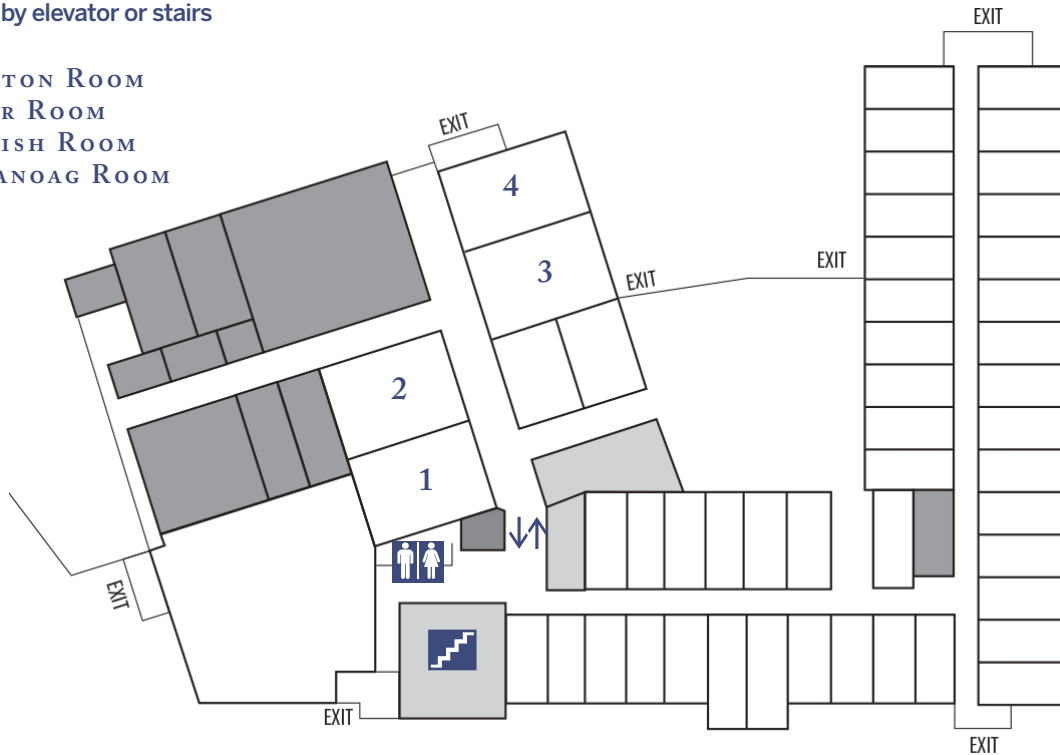 by elevator or stairs
TON ROOM
R ROOM
ISH ROOM
ANOAG ROOM
EXIT
EXIT
4
3
EXIT
EXIT
2
1
EXIT
EXIT
EXIT